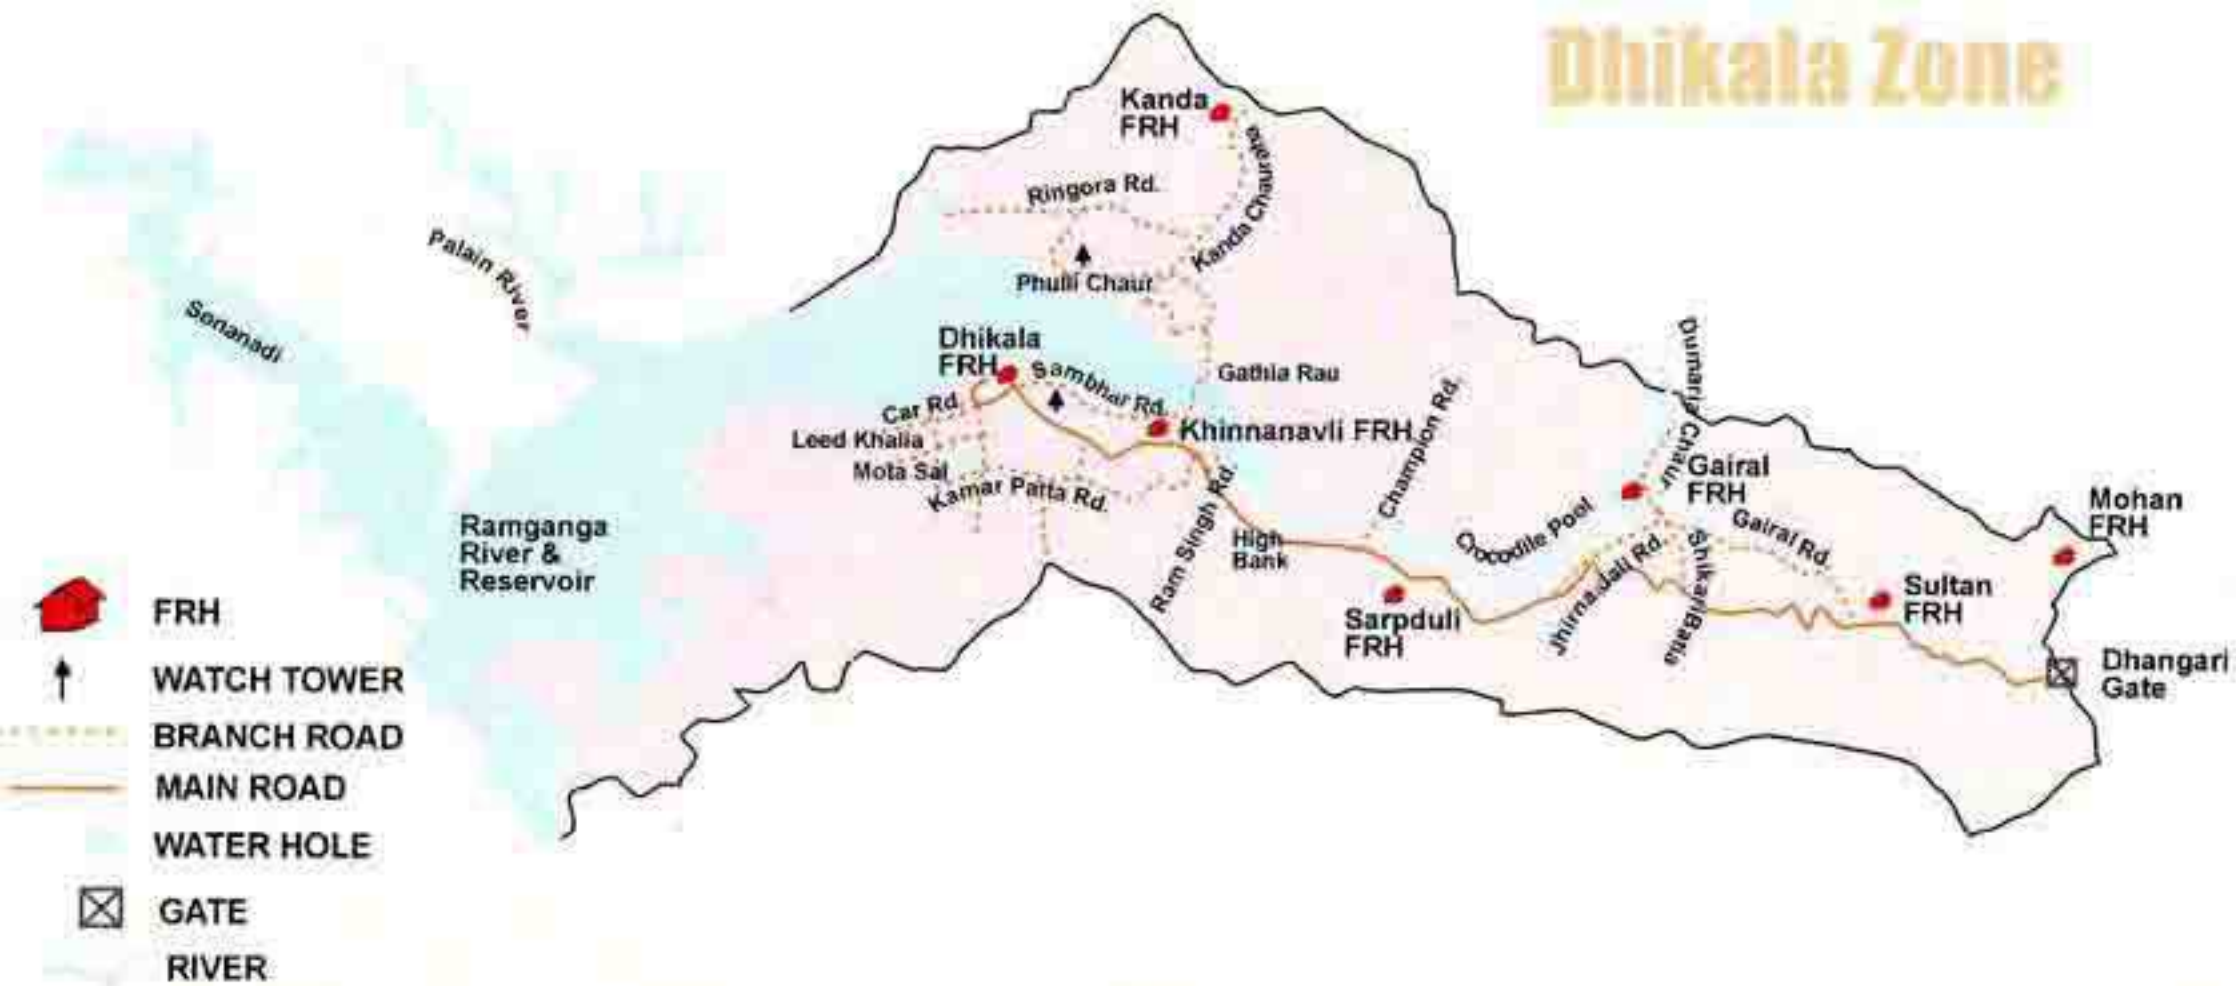 Dhikala Zone
Kanda
FRH
Kanda Chauraha
Ringora Rd.
Palain River
Phulli Chaur
Sonanadi
Dhikala
FRH
Sambhar Rd.
Gathia Rau
Dumaria Chaur
Car Rd.
Leed Khalia
Khinnanavli FRH
Champion Rd.
Mota Sal
Kamar Patta Rd.
Gairal
FRH
Mohan
FRH
Ramganga
River &
Reservoir
Ram Singh Rd.
High
Bank
Crocodile Pool
Gairal Rd.
Jhirna Jali Rd.
Shikari Batta
Sarpduli
FRH
Sultan
FRH
Dhangari
Gate
FRH
WATCH TOWER
BRANCH ROAD
MAIN ROAD
WATER HOLE
GATE
RIVER